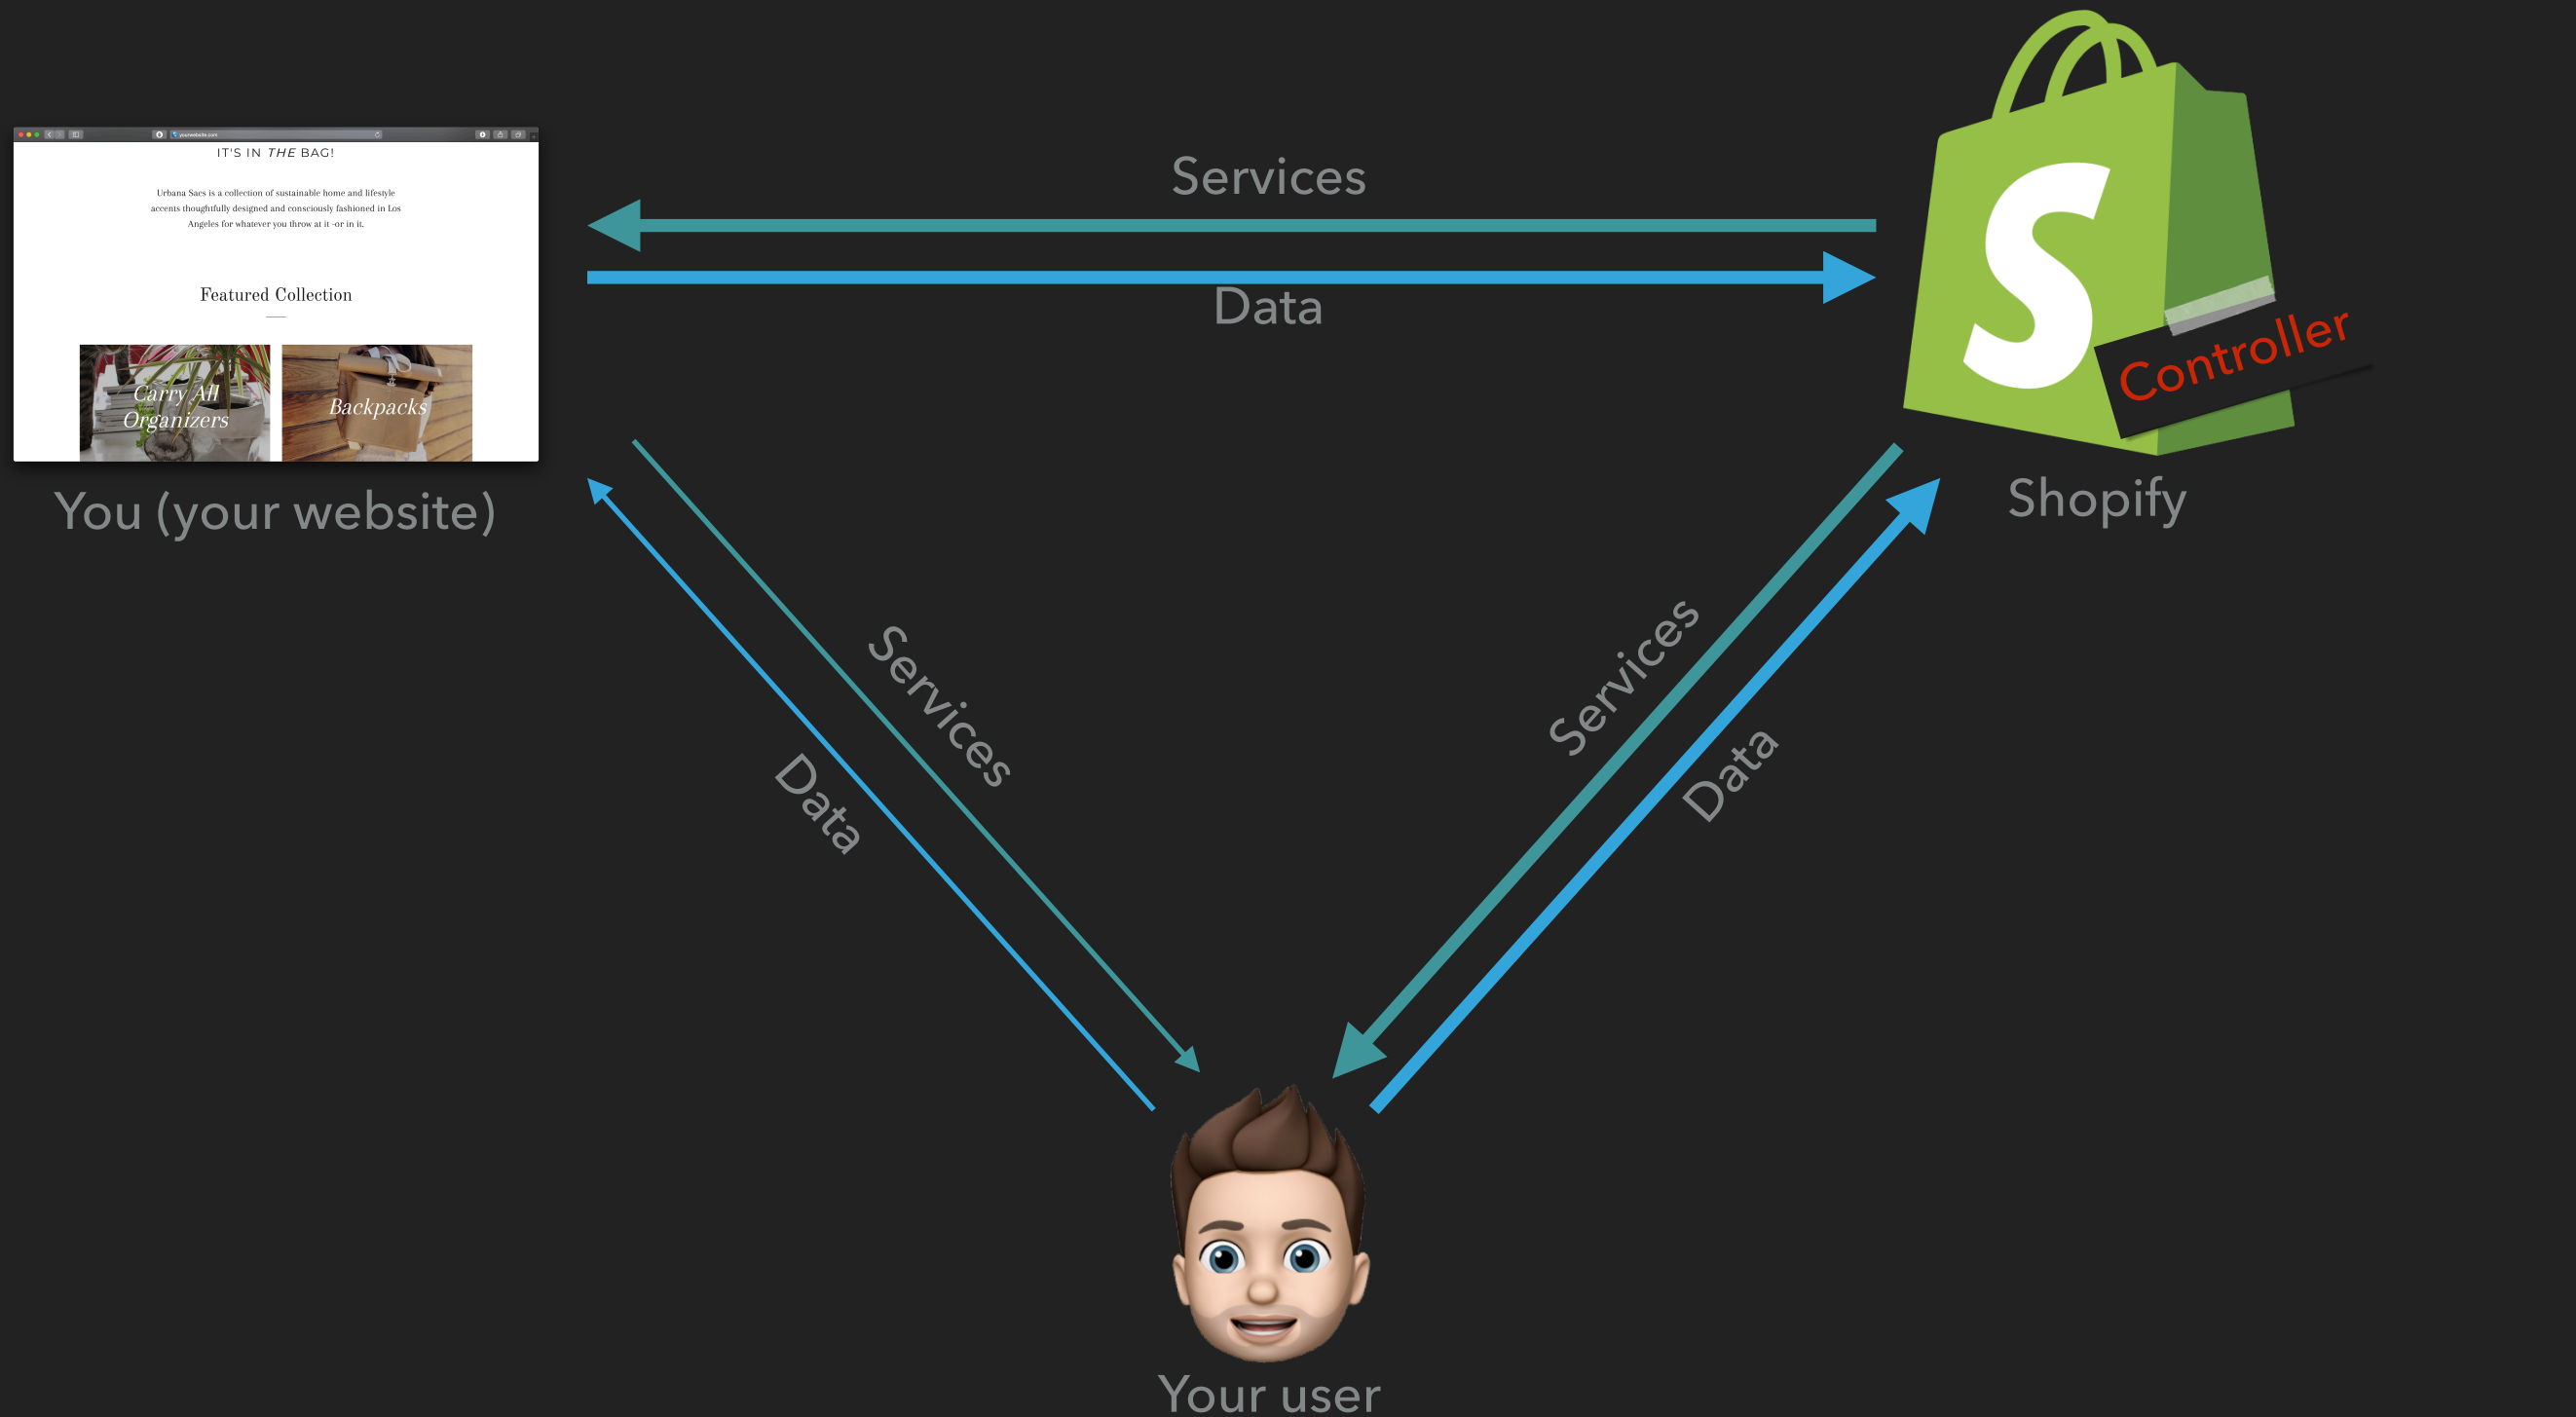 yourwebsite.com
IT'S IN THE BAG!
Urbana Sacs is a collection of sustainable home and lifestyle
accents thoughtfully designed and consciously fashioned in Los
Angeles for whatever you throw at it -or in it.
Featured Collection
Carry All
Organizers
Backpacks
You (your website)
Services
Data
S
Controller
Shopify
Services
Data
Services
Data
Your user